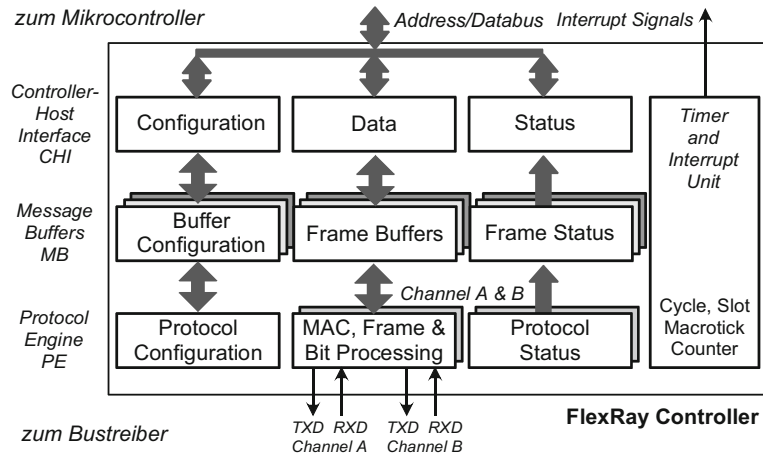 zum Mikrocontroller
Address/Databus
Interrupt Signals
Controller-
Host
Interface
CHI
Configuration
Data
Status
Timer
and
Interrupt
Unit
Message
Buffers
MB
Buffer
Configuration
Frame Buffers
Frame Status
Channel A & B
Protocol
Engine
PE
Protocol
Configuration
MAC, Frame &
Bit Processing
Protocol
Status
Cycle, Slot
Macrotick
Counter
TXD RXD
Channel A
TXD RXD
Channel B
FlexRay Controller
zum Bustreiber